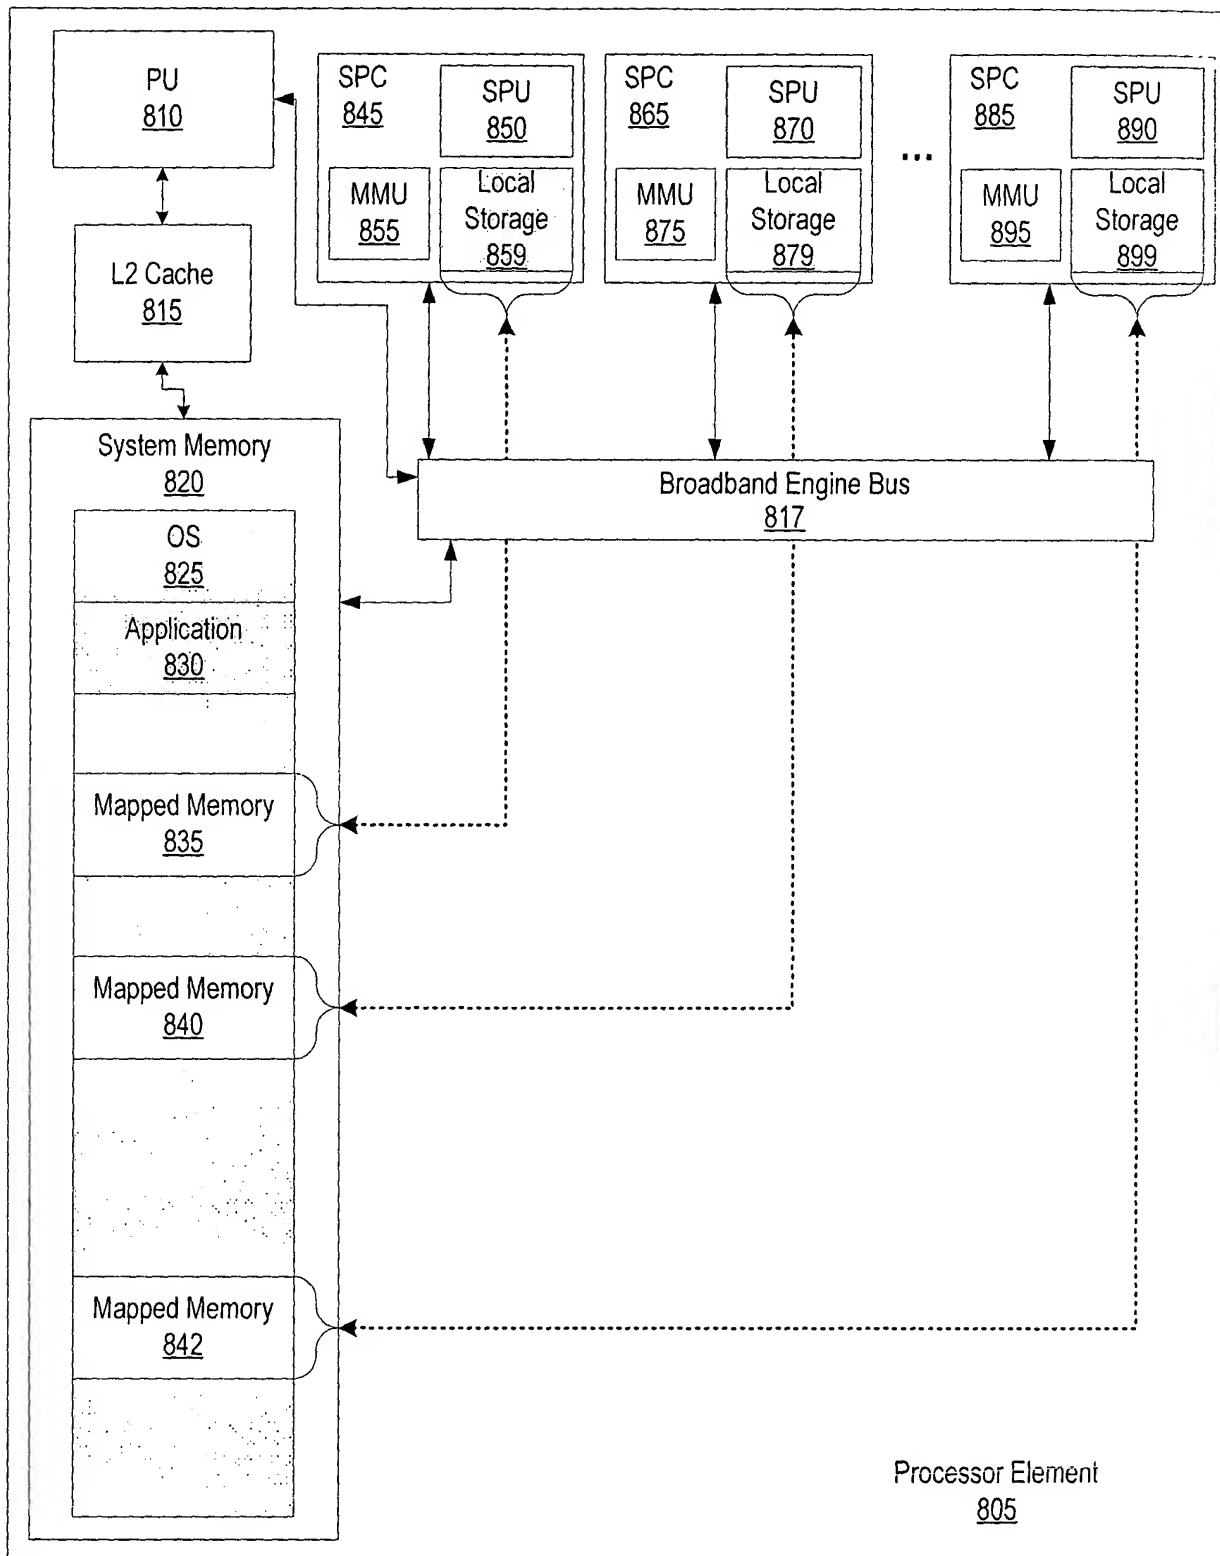 PU
810
L2 Cache
815
SPC
845
SPU
850
MMU
855
Local
Storage
859
SPC
865
SPU
870
MMU
875
Local
Storage
879
...
SPC
885
SPU
890
MMU
895
Local
Storage
899
Broadband Engine Bus
817
System Memory
820
OS
825
Application
830
Mapped Memory
835
Mapped Memory
840
Mapped Memory
842
Processor Element
805